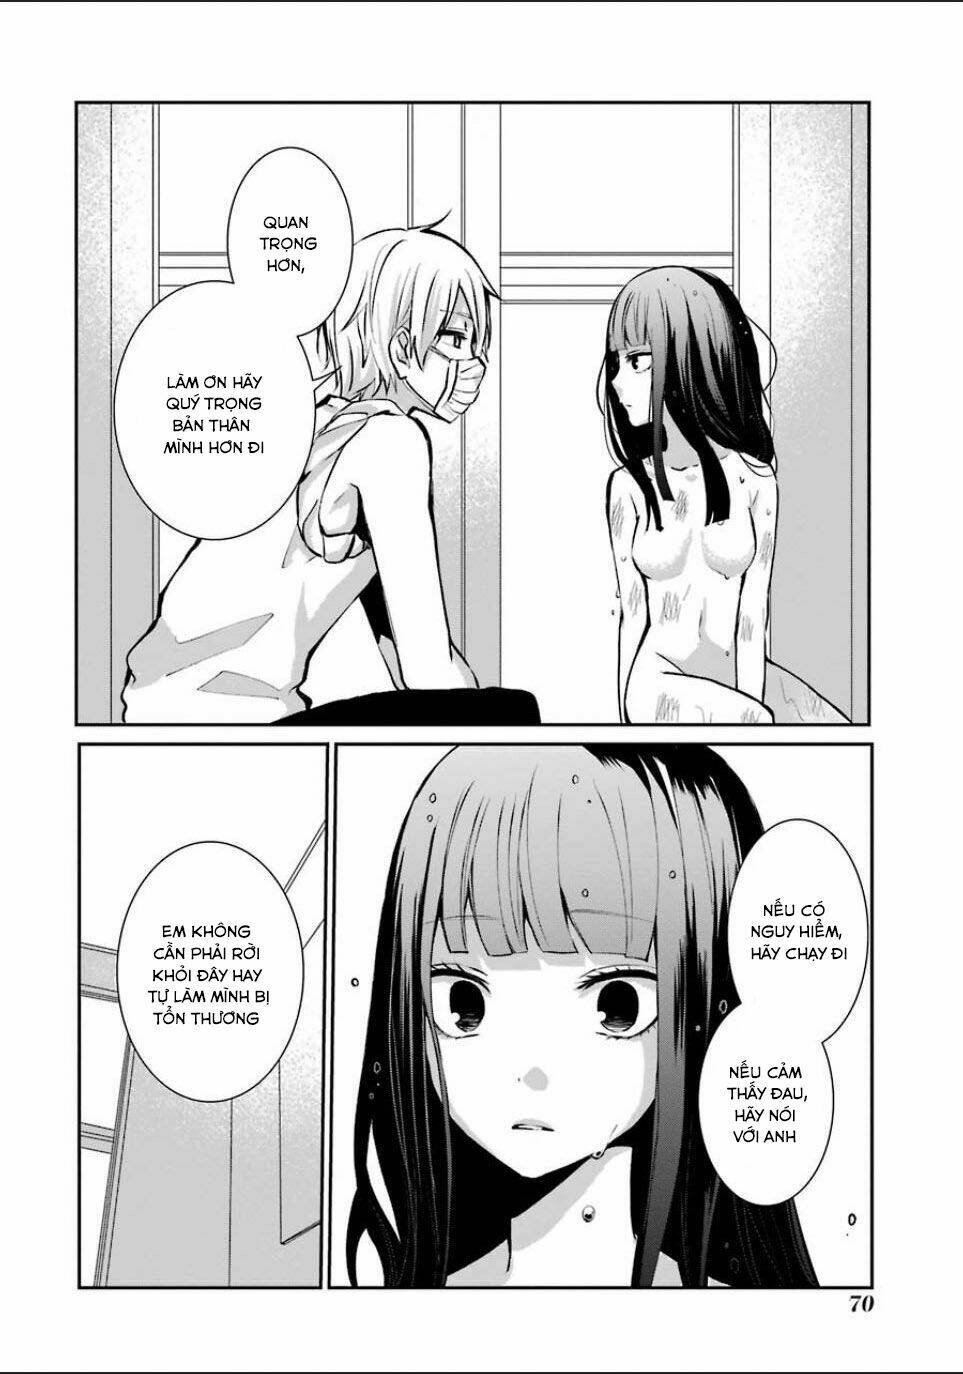 QUAN
TRỌNG
HƠN,
LÀM ƠN HÃY
QUÝ TRỌNG
BẢN THÂN
MÌNH HƠN ĐI
NẾU CÓ
NGUY HIỂM,
HÃY CHẠY ĐI
NẾU CẢM
THẤY ĐAU,
HÃY NÓI
VỚI ANH
EM KHÔNG
CẦN PHẢI RỜI
KHỎI ĐÂY HAY
TỰ LÀM MÌNH BỊ
TỔN THƯƠNG
70